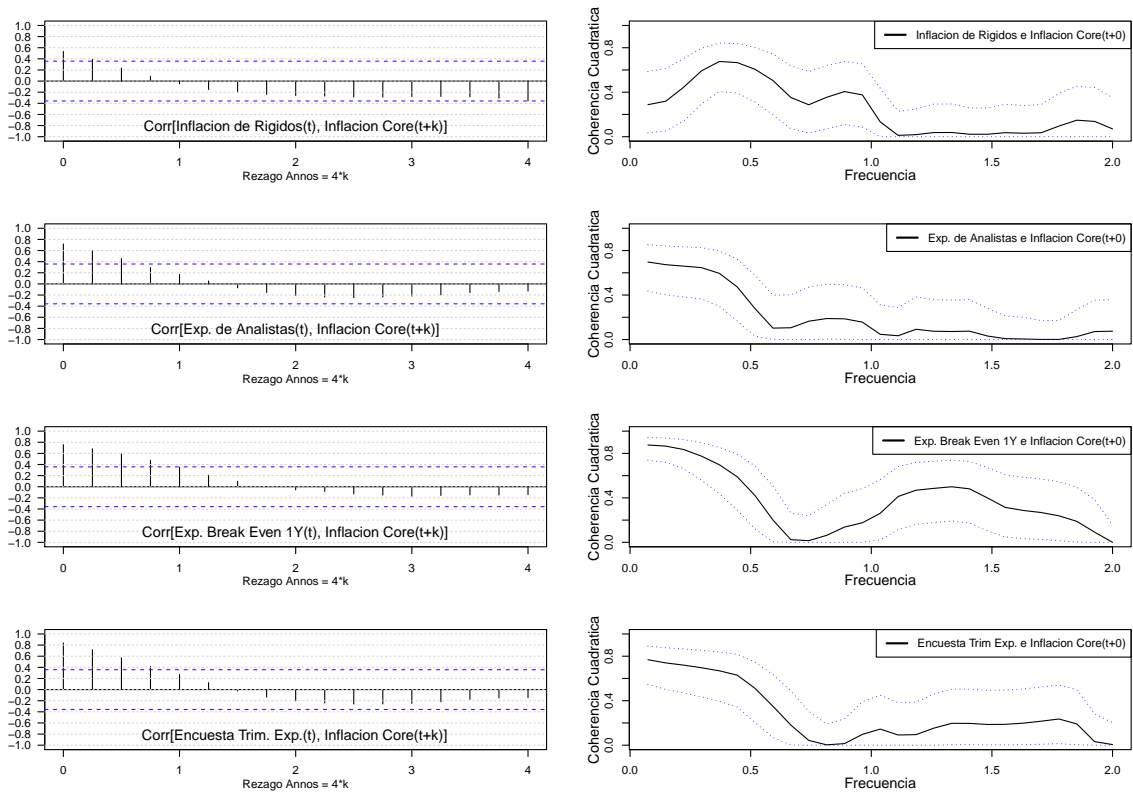 1.0
0.8
0.6
0.4
0.2
0.0
−0.2
−0.4
−0.6
−0.8
−1.0
Corr[Inflacion de Rigidos(t), Inflacion Core(t+k)]
0 1 2 3 4
Rezago Annos = 4*k
Coherencia Cuadratica
0.8
0.4
0.0
Inflacion de Rigidos e Inflacion Core(t+0)
0.0 0.5 1.0 1.5 2.0
Frecuencia
1.0
0.8
0.6
0.4
0.2
0.0
−0.2
−0.4
−0.6
−0.8
−1.0
Corr[Exp. de Analistas(t), Inflacion Core(t+k)]
0 1 2 3 4
Rezago Annos = 4*k
Coherencia Cuadratica
0.8
0.4
0.0
Exp. de Analistas e Inflacion Core(t+0)
0.0 0.5 1.0 1.5 2.0
Frecuencia
1.0
0.8
0.6
0.4
0.2
0.0
−0.2
−0.4
−0.6
−0.8
−1.0
Corr[Exp. Break Even 1Y(t), Inflacion Core(t+k)]
0 1 2 3 4
Rezago Annos = 4*k
Coherencia Cuadratica
0.8
0.4
0.0
Exp. Break Even 1Y e Inflacion Core(t+0)
0.0 0.5 1.0 1.5 2.0
Frecuencia
1.0
0.8
0.6
0.4
0.2
0.0
−0.2
−0.4
−0.6
−0.8
−1.0
Corr[Encuesta Trim. Exp.(t), Inflacion Core(t+k)]
0 1 2 3 4
Rezago Annos = 4*k
Coherencia Cuadratica
0.8
0.4
0.0
Encuesta Trim Exp. e Inflacion Core(t+0)
0.0 0.5 1.0 1.5 2.0
Frecuencia